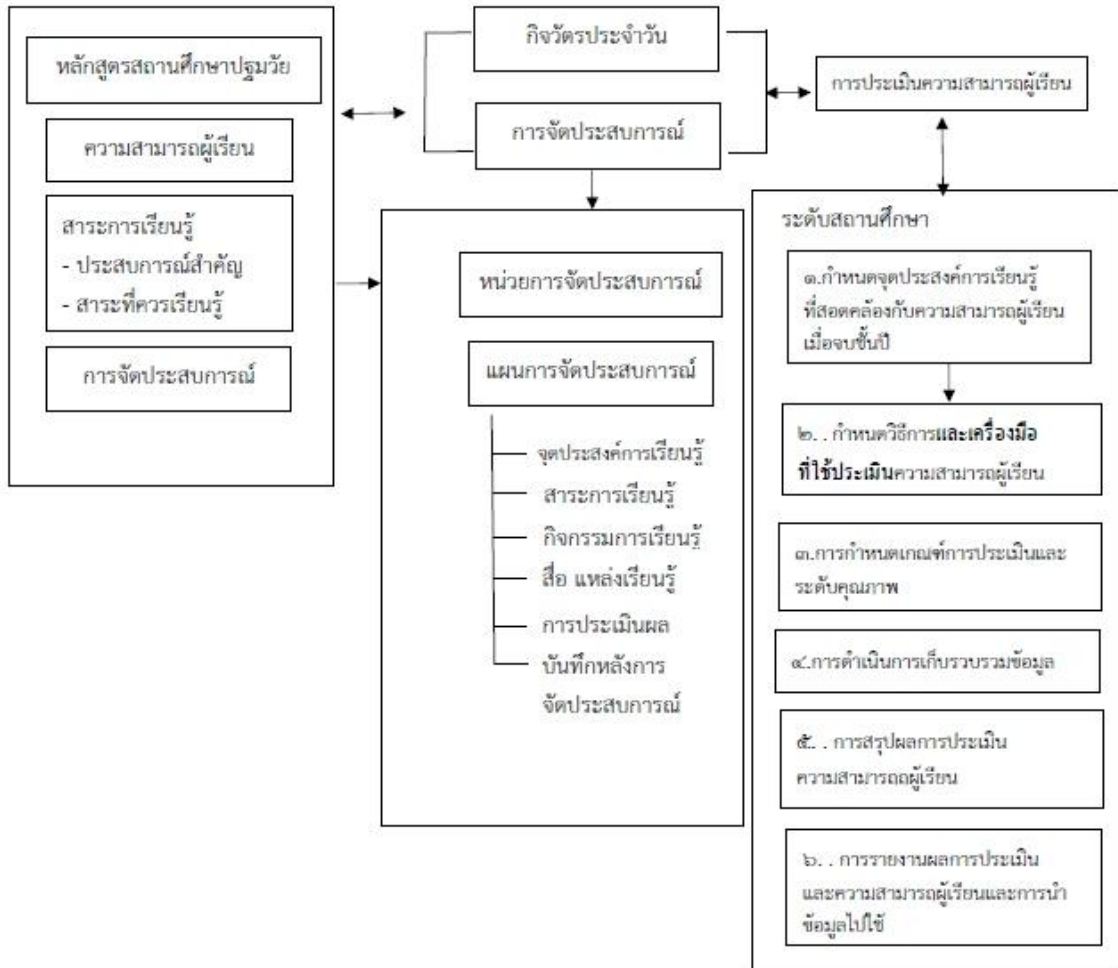 หลักสูตรสถานศึกษาปฐมวัย
ความสามารถผู้เรียน
สาระการเรียนรู้
- ประสบการณ์สำคัญ
- สาระที่ควรเรียนรู้
การจัดประสบการณ์
กิจวัตรประจำวัน
การจัดประสบการณ์
หน่วยการจัดประสบการณ์
แผนการจัดประสบการณ์
จุดประสงค์การเรียนรู้
สาระการเรียนรู้
กิจกรรมการเรียนรู้
สื่อ แหล่งเรียนรู้
การประเมินผล
บันทึกหลังการ
จัดประสบการณ์
การประเมินความสามารถผู้เรียน
ระดับสถานศึกษา
๑.กำหนดจุดประสงค์การเรียนรู้
ที่สอดคล้องกับความสามารถผู้เรียน
เมื่อจบชั้นปี
๒. . กำหนดวิธีการและเครื่องมือ
ที่ใช้ประเมินความสามารถผู้เรียน
๓.การกำหนดเกณฑ์การประเมินและ
ระดับคุณภาพ
๔.การดำเนินการเก็บรวบรวมข้อมูล
๕. . การสรุปผลการประเมิน
ความสามารถถผู้เรียน
๖. . การรายงานผลการประเมิน
และความสามารถผู้เรียนและการนำ
ข้อมูลไปใช้